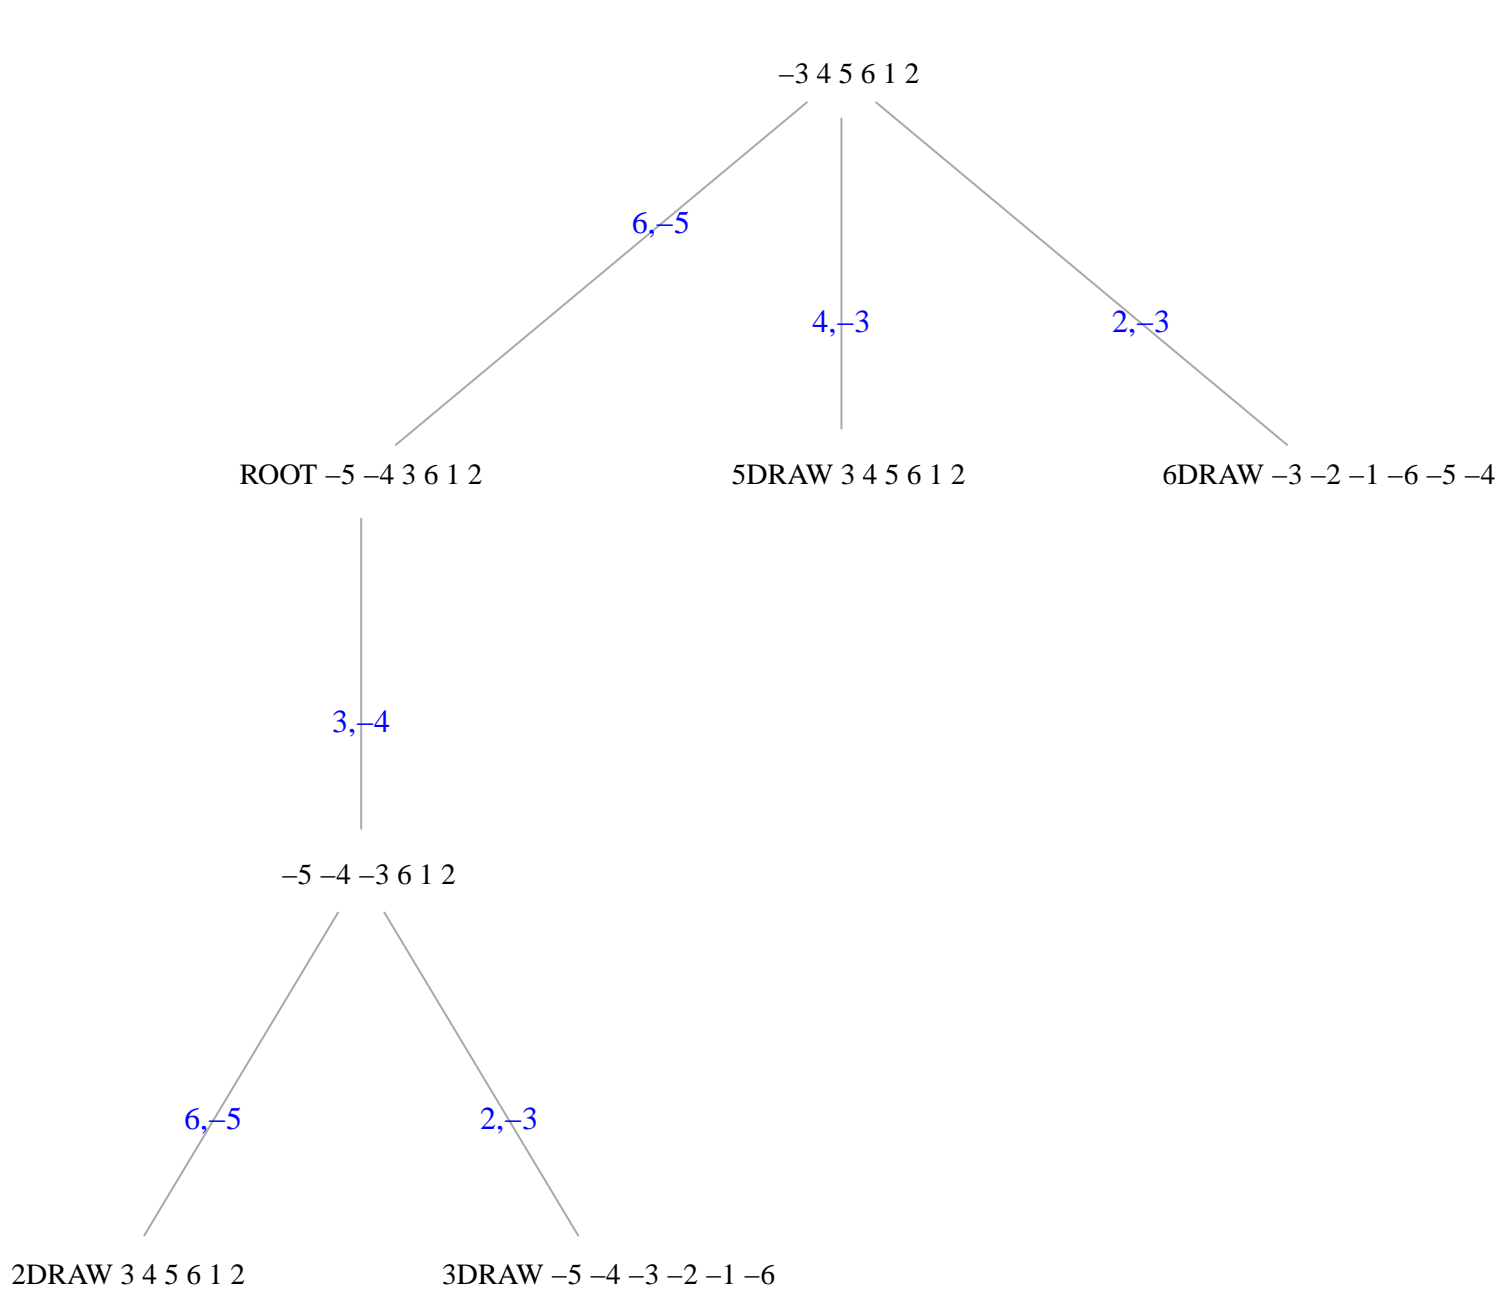 –3 4 5 6 1 2
6,–5
4,–3
2,–3
ROOT –5 –4 3 6 1 2
5DRAW 3 4 5 6 1 2
6DRAW –3 –2 –1 –6 –5 –4
3,–4
–5 –4 –3 6 1 2
6,–5
2,–3
2DRAW 3 4 5 6 1 2
3DRAW –5 –4 –3 –2 –1 –6